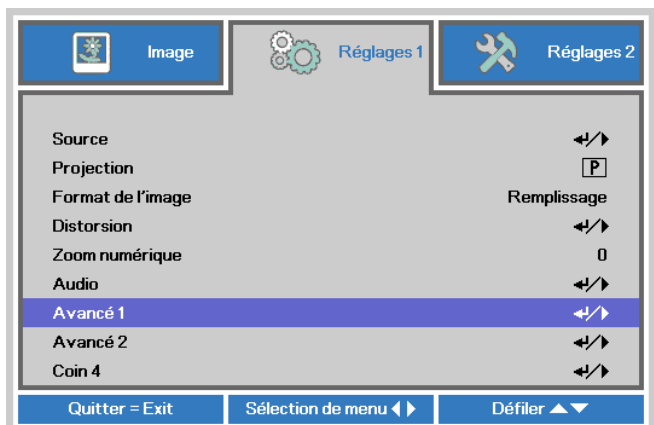 Image
Réglages 1
Réglages 2
Source
Projection P
Format de l'image Remplissage
Distorsion
Zoom numérique 0
Audio
Avancé 1
Avancé 2
Coin 4
Quitter = Exit Sélection de menu Défiler